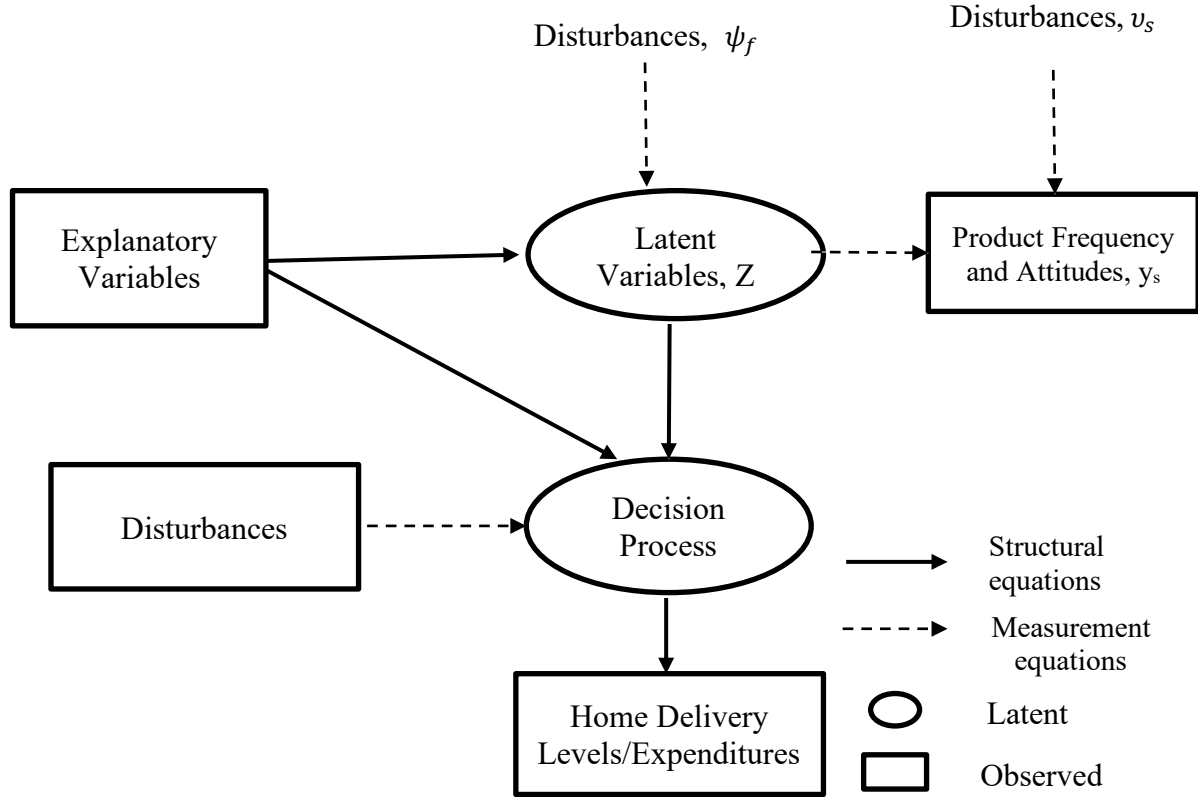 Disturbances, ψ_f
Disturbances, υ_s
Explanatory
Variables
Latent
Variables, Z
Product Frequency
and Attitudes, yₛ
Disturbances
Decision
Process
Structural
equations
Measurement
equations
Home Delivery
Levels/Expenditures
Latent
Observed